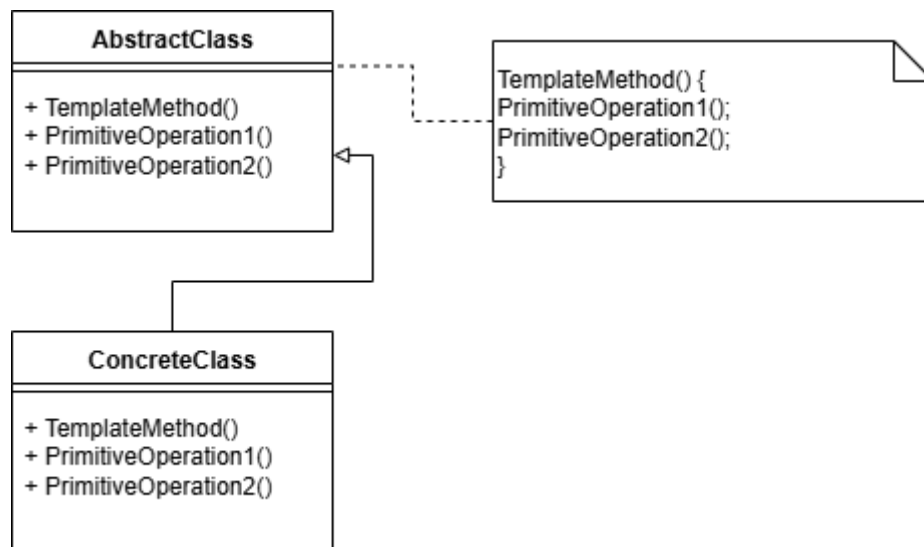 AbstractClass
+ TemplateMethod()
+ PrimitiveOperation1()
+ PrimitiveOperation2()
TemplateMethod() {
PrimitiveOperation1();
PrimitiveOperation2();
}
ConcreteClass
+ TemplateMethod()
+ PrimitiveOperation1()
+ PrimitiveOperation2()